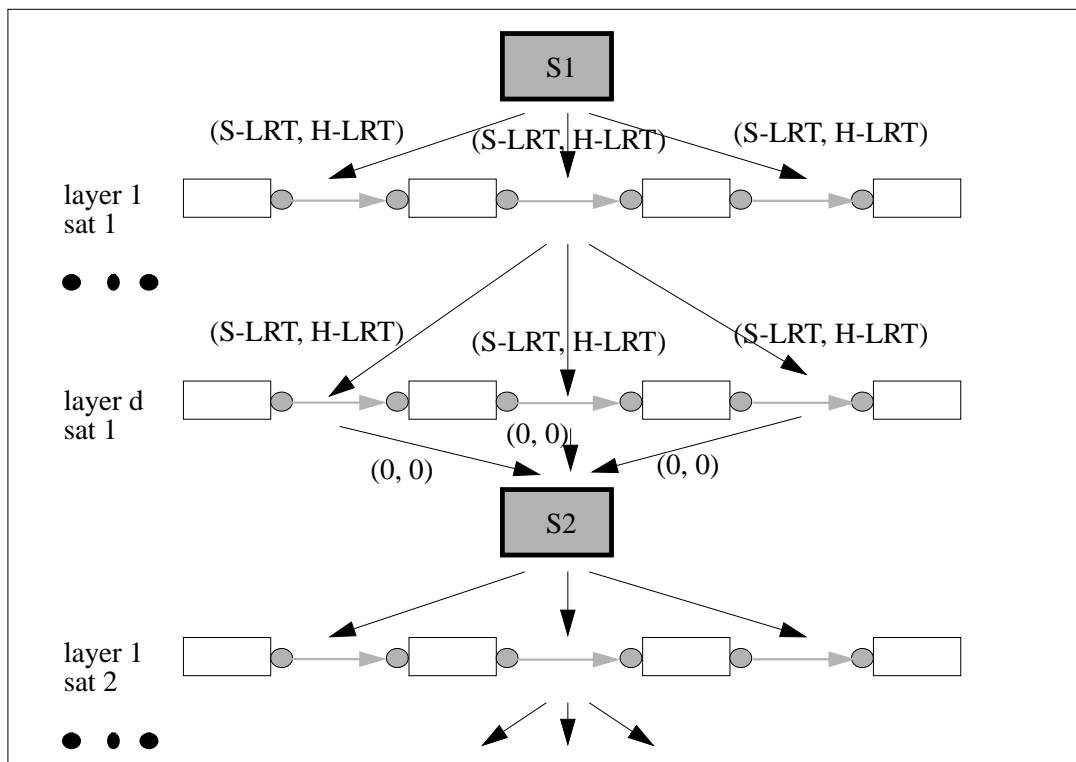 S1
(S-LRT, H-LRT)
(S-LRT, H-LRT)
(S-LRT, H-LRT)
layer 1
sat 1
(S-LRT, H-LRT)
(S-LRT, H-LRT)
(S-LRT, H-LRT)
layer d
sat 1
(0, 0)
(0, 0)
(0, 0)
S2
layer 1
sat 2